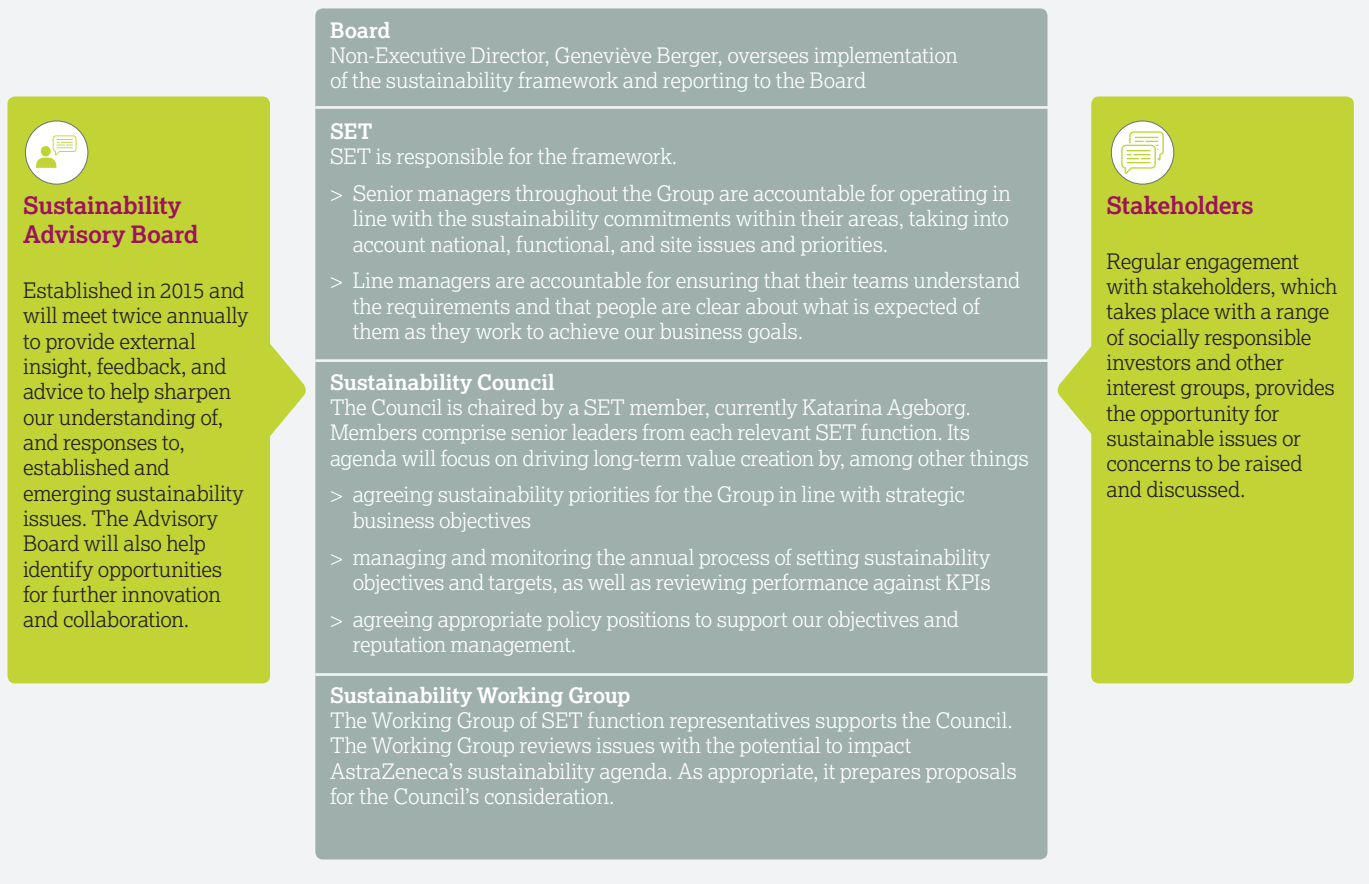 Board
Non-Executive Director, Geneviève Berger, oversees implementation
of the sustainability framework and reporting to the Board
SET
SET is responsible for the framework.
> Senior managers throughout the Group are accountable for operating in
line with the sustainability commitments within their areas, taking into
account national, functional, and site issues and priorities.
> Line managers are accountable for ensuring that their teams understand
the requirements and that people are clear about what is expected of
them as they work to achieve our business goals.
Sustainability Council
The Council is chaired by a SET member, currently Katarina Ageborg.
Members comprise senior leaders from each relevant SET function. Its
agenda will focus on driving long-term value creation by, among other things
> agreeing sustainability priorities for the Group in line with strategic
business objectives
> managing and monitoring the annual process of setting sustainability
objectives and targets, as well as reviewing performance against KPIs
> agreeing appropriate policy positions to support our objectives and
reputation management.
Sustainability Working Group
The Working Group of SET function representatives supports the Council.
The Working Group reviews issues with the potential to impact
AstraZeneca's sustainability agenda. As appropriate, it prepares proposals
for the Council's consideration.
Sustainability
Advisory Board
Established in 2015 and
will meet twice annually
to provide external
insight, feedback, and
advice to help sharpen
our understanding of,
and responses to,
established and
emerging sustainability
issues. The Advisory
Board will also help
identify opportunities
for further innovation
and collaboration.
Stakeholders
Regular engagement
with stakeholders, which
takes place with a range
of socially responsible
investors and other
interest groups, provides
the opportunity for
sustainable issues or
concerns to be raised
and discussed.